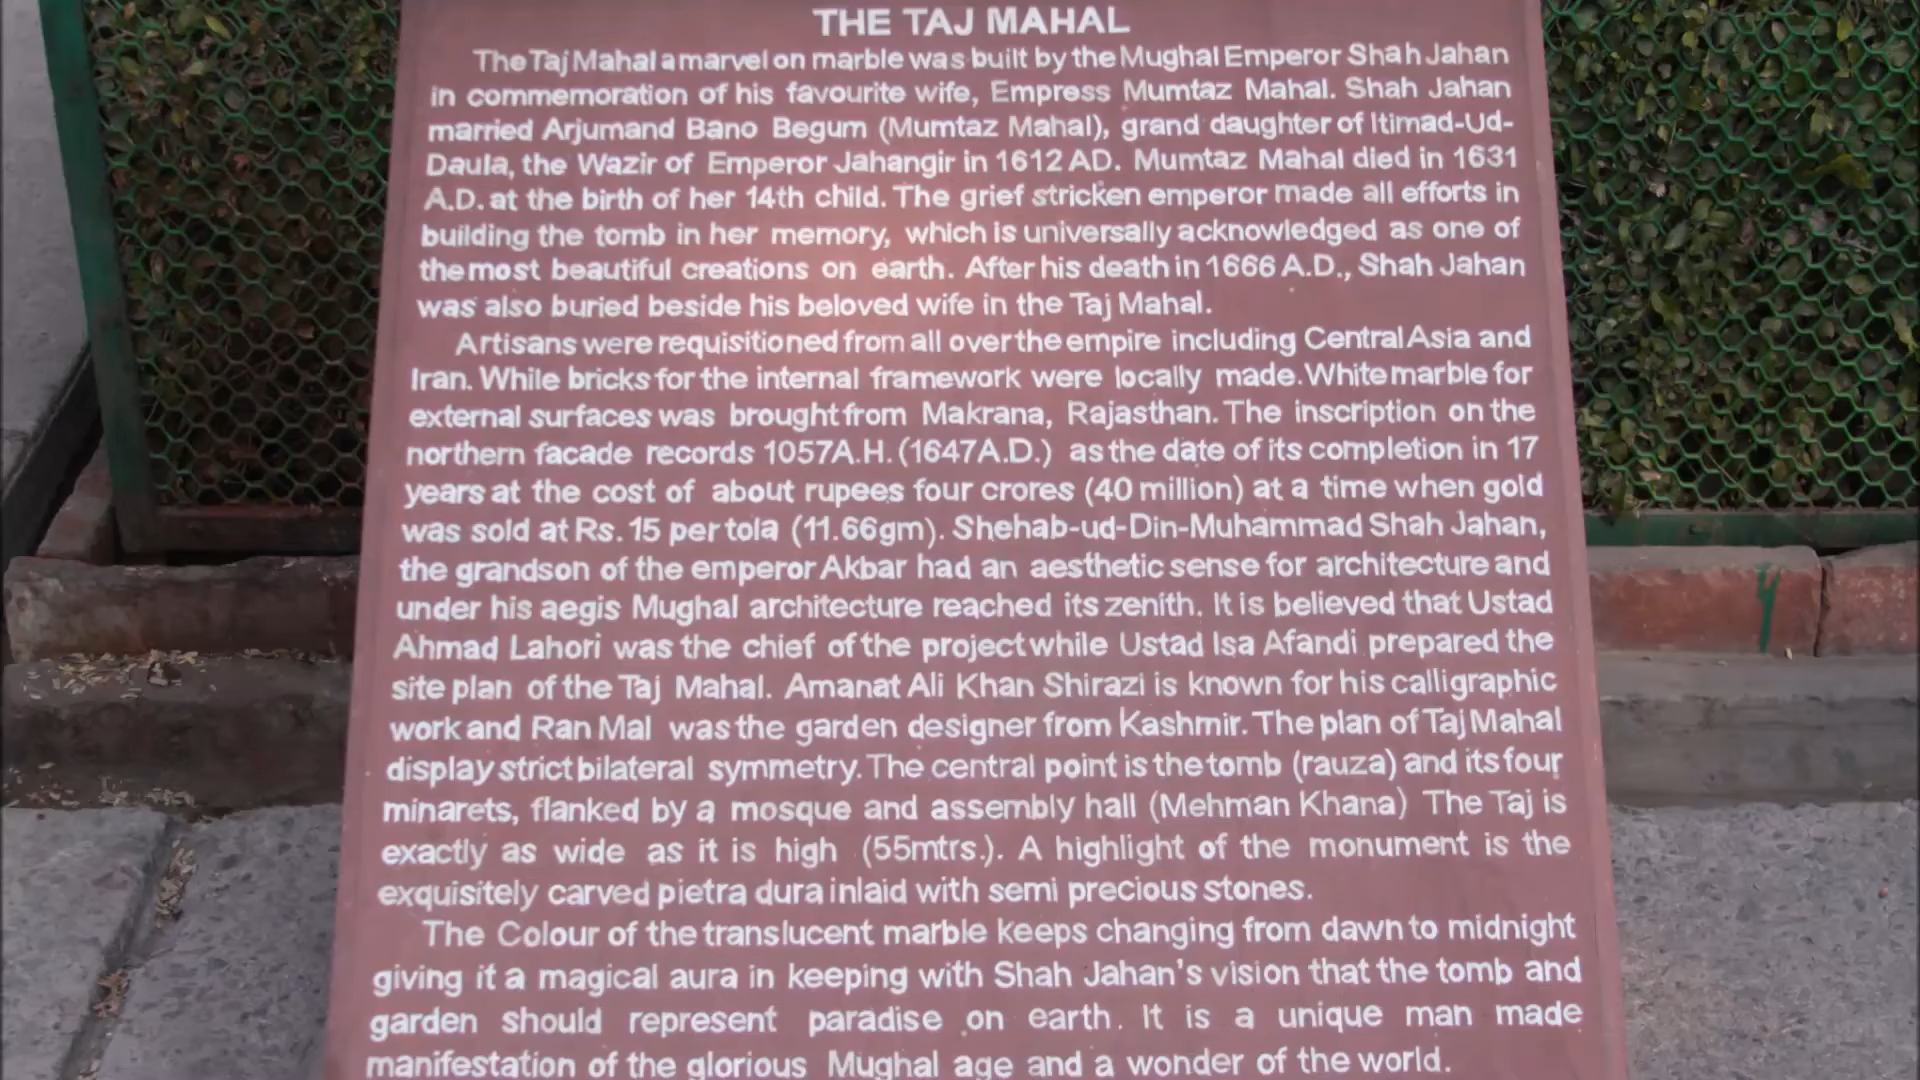 THE TAJ MAHAL
The Taj Mahal a marvel on marble was built by the Mughal Emperor Shah Jahan
in commemoration of his favourite wife, Empress Mumtaz Mahal. Shah Jahan
married Arjumand Bano Begum (Mumtaz Mahal), grand daughter of Itimad-Ud-
Daula, the Wazir of Emperor Jahangir in 1612 AD. Mumtaz Mahal died in 1631
A.D. at the birth of her 14th child. The grief stricken emperor made all efforts in
building the tomb in her memory, which is universally acknowledged as one of
the most beautiful creations on earth. After his death in 1666 A.D., Shah Jahan
was also buried beside his beloved wife in the Taj Mahal.
Artisans were requisitioned from all over the empire including Central Asia and
Iran. While bricks for the internal framework were locally made. White marble for
external surfaces was brought from Makrana, Rajasthan. The inscription on the
northern facade records 1057A.H. (1647A.D.) as the date of its completion in 17
years at the cost of about rupees four crores (40 million) at a time when gold
was sold at Rs. 15 per tola (11.66gm). Shehab-ud-Din-Muhammad Shah Jahan,
the grandson of the emperor Akbar had an aesthetic sense for architecture and
under his aegis Mughal architecture reached its zenith. It is believed that Ustad
Ahmad Lahori was the chief of the project while Ustad Isa Afandi prepared the
site plan of the Taj Mahal. Amanat Ali Khan Shirazi is known for his calligraphic
work and Ran Mal was the garden designer from Kashmir. The plan of Taj Mahal
display strict bilateral symmetry. The central point is the tomb (rauza) and its four
minarets, flanked by a mosque and assembly hall (Mehman Khana) The Taj is
exactly as wide as it is high (55mtrs.). A highlight of the monument is the
exquisitely carved pietra dura inlaid with semi precious stones.
The Colour of the translucent marble keeps changing from dawn to midnight
giving it a magical aura in keeping with Shah Jahan's vision that the tomb and
garden should represent paradise on earth. It is a unique man made
manifestation of the glorious Mughal age and a wonder of the world.